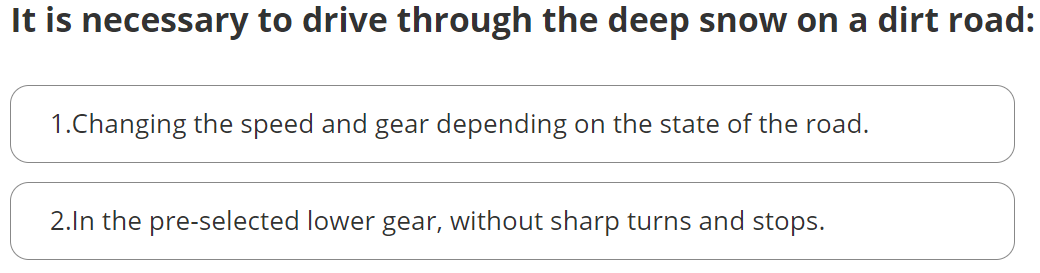 It is necessary to drive through the deep snow on a dirt road:
1.Changing the speed and gear depending on the state of the road.
2.In the pre-selected lower gear, without sharp turns and stops.